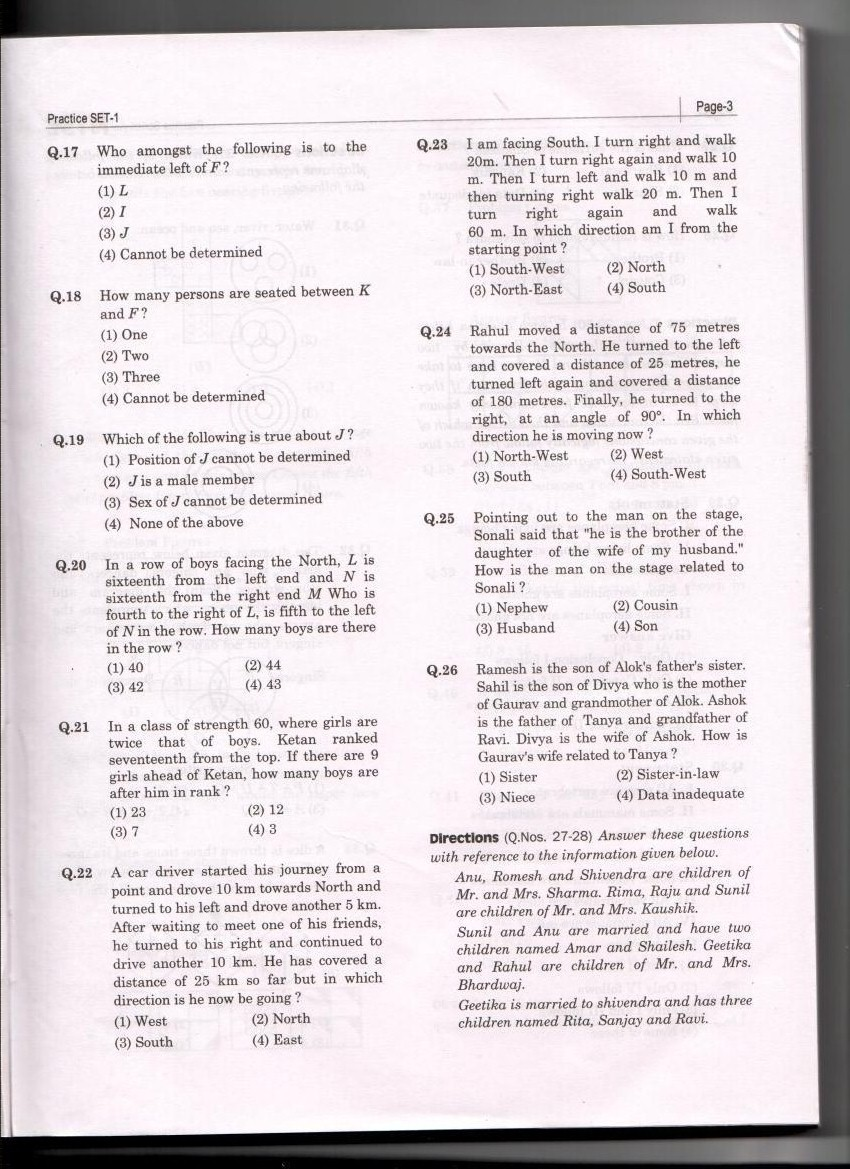 Practice SET-1
Page-3
Q.17 Who amongst the following is to the
immediate left of F?
(1) L
(2) I
(3) J
(4) Cannot be determined
Q.18 How many persons are seated between K
and F?
(1) One
(2) Two
(3) Three
(4) Cannot be determined
Q.19 Which of the following is true about J?
(1) Position of J cannot be determined
(2) J is a male member
(3) Sex of J cannot be determined
(4) None of the above
Q.20 In a row of boys facing the North, L is
sixteenth from the left end and N is
sixteenth from the right end M Who is
fourth to the right of L, is fifth to the left
of N in the row. How many boys are there
in the row ?
(1) 40 (2) 44
(3) 42 (4) 43
Q.21 In a class of strength 60, where girls are
twice that of boys. Ketan ranked
seventeenth from the top. If there are 9
girls ahead of Ketan, how many boys are
after him in rank ?
(1) 23 (2) 12
(3) 7 (4) 3
Q.22 A car driver started his journey from a
point and drove 10 km towards North and
turned to his left and drove another 5 km.
After waiting to meet one of his friends,
he turned to his right and continued to
drive another 10 km. He has covered a
distance of 25 km so far but in which
direction is he now be going ?
(1) West (2) North
(3) South (4) East
Q.23 I am facing South. I turn right and walk
20m. Then I turn right again and walk 10
m. Then I turn left and walk 10 m and
then turning right walk 20 m. Then I
turn right again and walk
60 m. In which direction am I from the
starting point ?
(1) South-West (2) North
(3) North-East (4) South
Q.24 Rahul moved a distance of 75 metres
towards the North. He turned to the left
and covered a distance of 25 metres, he
turned left again and covered a distance
of 180 metres. Finally, he turned to the
right, at an angle of 90°. In which
direction he is moving now ?
(1) North-West (2) West
(3) South (4) South-West
Q.25 Pointing out to the man on the stage,
Sonali said that "he is the brother of the
daughter of the wife of my husband."
How is the man on the stage related to
Sonali ?
(1) Nephew (2) Cousin
(3) Husband (4) Son
Q.26 Ramesh is the son of Alok's father's sister.
Sahil is the son of Divya who is the mother
of Gaurav and grandmother of Alok. Ashok
is the father of Tanya and grandfather of
Ravi. Divya is the wife of Ashok. How is
Gaurav's wife related to Tanya ?
(1) Sister (2) Sister-in-law
(3) Niece (4) Data inadequate
Directions (Q.Nos. 27-28) Answer these questions
with reference to the information given below.
Anu, Romesh and Shivendra are children of
Mr. and Mrs. Sharma. Rima, Raju and Sunil
are children of Mr. and Mrs. Kaushik.
Sunil and Anu are married and have two
children named Amar and Shailesh. Geetika
and Rahul are children of Mr. and Mrs.
Bhardwaj.
Geetika is married to shivendra and has three
children named Rita, Sanjay and Ravi.